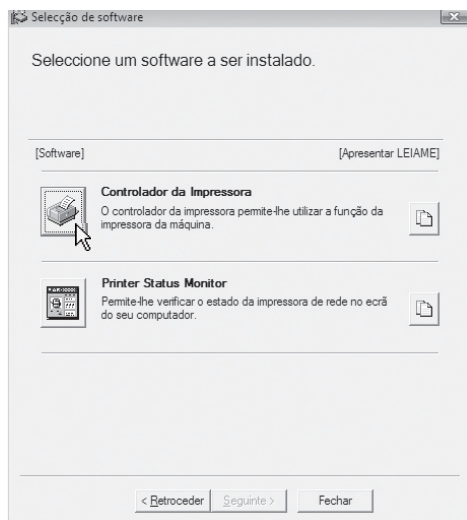 Selecção de software
Seleccione um software a ser instalado.
[Software] [Apresentar LEIAME]
Controlador da Impressora
O controlador da impressora permite-lhe utilizar a função da
impressora da máquina.
Printer Status Monitor
Permite-lhe verificar o estado da impressora de rede no ecrã
do seu computador.
< Retroceder Seguinte > Fechar